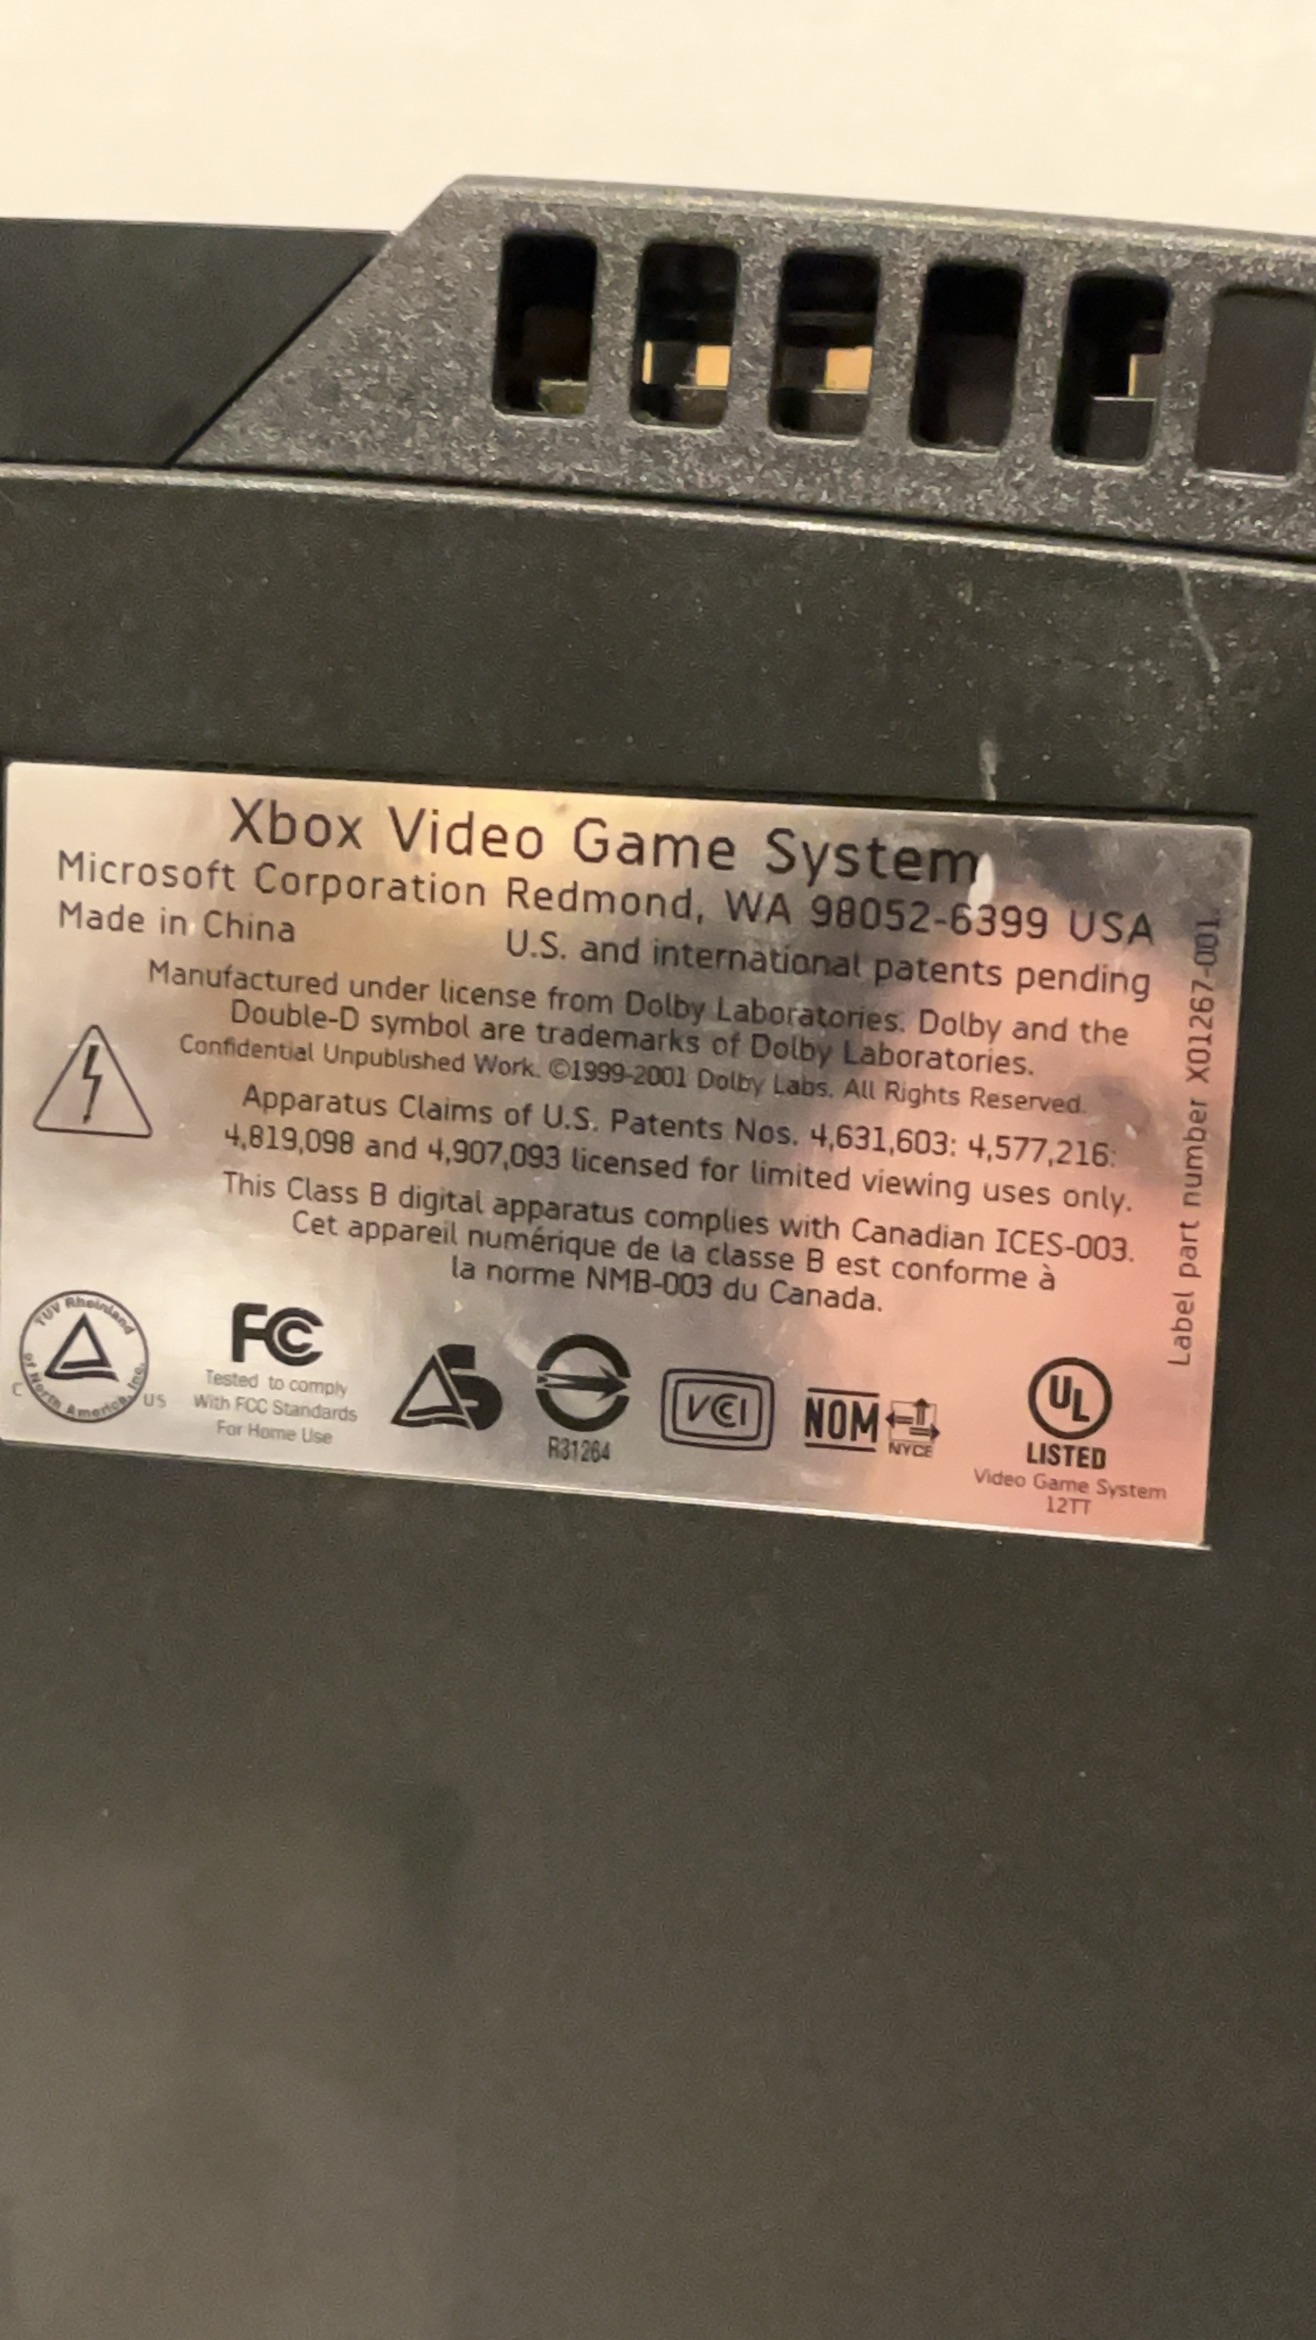 Xbox Video Game System
Microsoft Corporation Redmond, WA 98052-6399 USA
Made in China
U.S. and international patents pending
Manufactured under license from Dolby Laboratories. Dolby and the
Double-D symbol are trademarks of Dolby Laboratories.
Confidential Unpublished Work. ©1999-2001 Dolby Labs. All Rights Reserved.
Apparatus Claims of U.S. Patents Nos. 4,631,603: 4,577,216:
4,819,098 and 4,907,093 licensed for limited viewing uses only.
This Class B digital apparatus complies with Canadian ICES-003.
Cet appareil numérique de la classe B est conforme à
la norme NMB-003 du Canada.
Label part number X01267-001
TUV Rheinland
of North America, Inc.
C US
FC
Tested to comply
With FCC Standards
For Home Use
R31264
VCI
NOM
NYCE
UL
LISTED
Video Game System
12TT